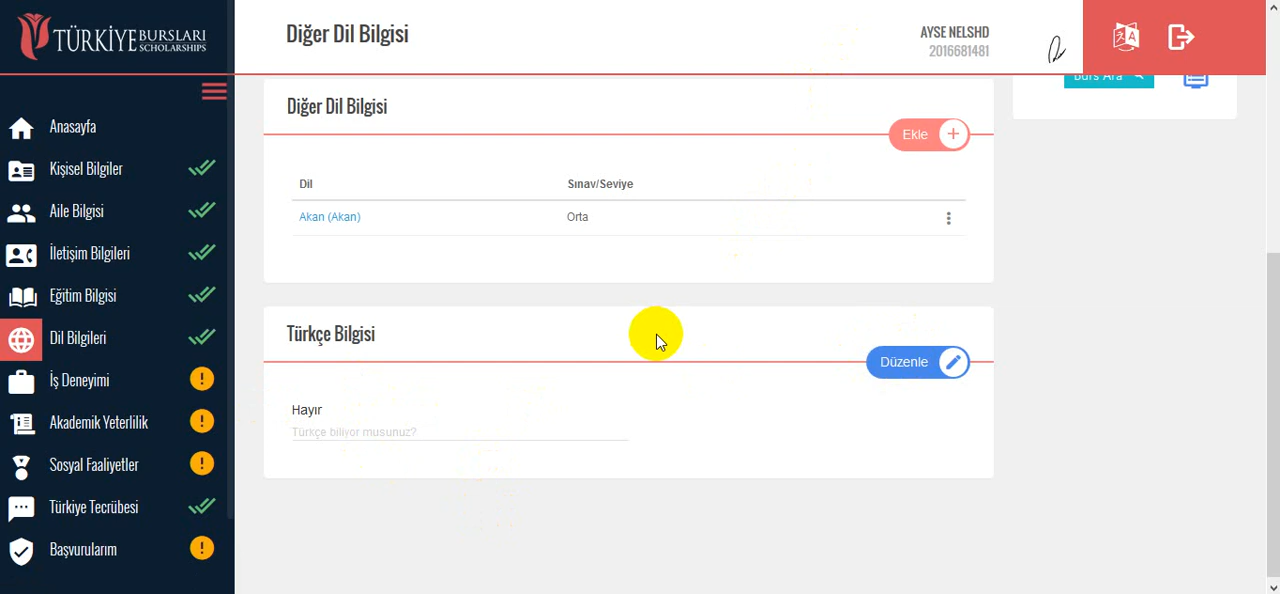 TÜRKİYE BURSLARI SCHOLARSHIPS
Diğer Dil Bilgisi
AYSE NELSHD
2016681481
Burs Ara
Anasayfa
Kişisel Bilgiler
Aile Bilgisi
İletişim Bilgileri
Eğitim Bilgisi
Dil Bilgileri
İş Deneyimi
Akademik Yeterlilik
Sosyal Faaliyetler
Türkiye Tecrübesi
Başvurularım
Diğer Dil Bilgisi
Ekle
Dil Sınav/Seviye
Akan (Akan) Orta
Türkçe Bilgisi
Düzenle
Hayır
Türkçe biliyor musunuz?